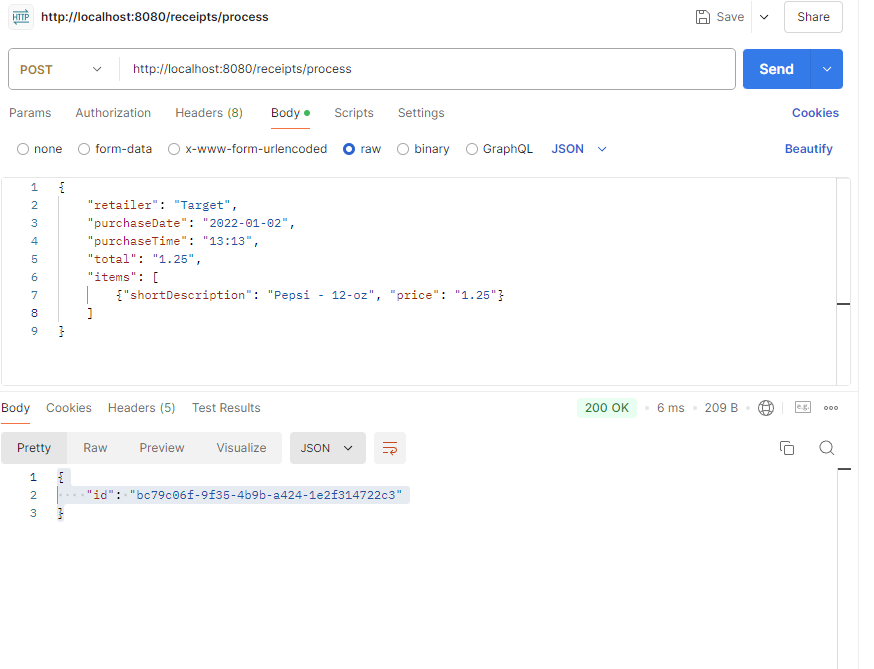 HTTP http://localhost:8080/receipts/process Save Share
POST http://localhost:8080/receipts/process Send
Params Authorization Headers (8) Body Scripts Settings Cookies
none form-data x-www-form-urlencoded raw binary GraphQL JSON Beautify
1 {
2 "retailer": "Target",
3 "purchaseDate": "2022-01-02",
4 "purchaseTime": "13:13",
5 "total": "1.25",
6 "items": [
7 {"shortDescription": "Pepsi - 12-oz", "price": "1.25"}
8 ]
9 }
Body Cookies Headers (5) Test Results 200 OK 6 ms 209 B e.g.
Pretty Raw Preview Visualize JSON
1 {
2 "id": "bc79c06f-9f35-4b9b-a424-1e2f314722c3"
3 }